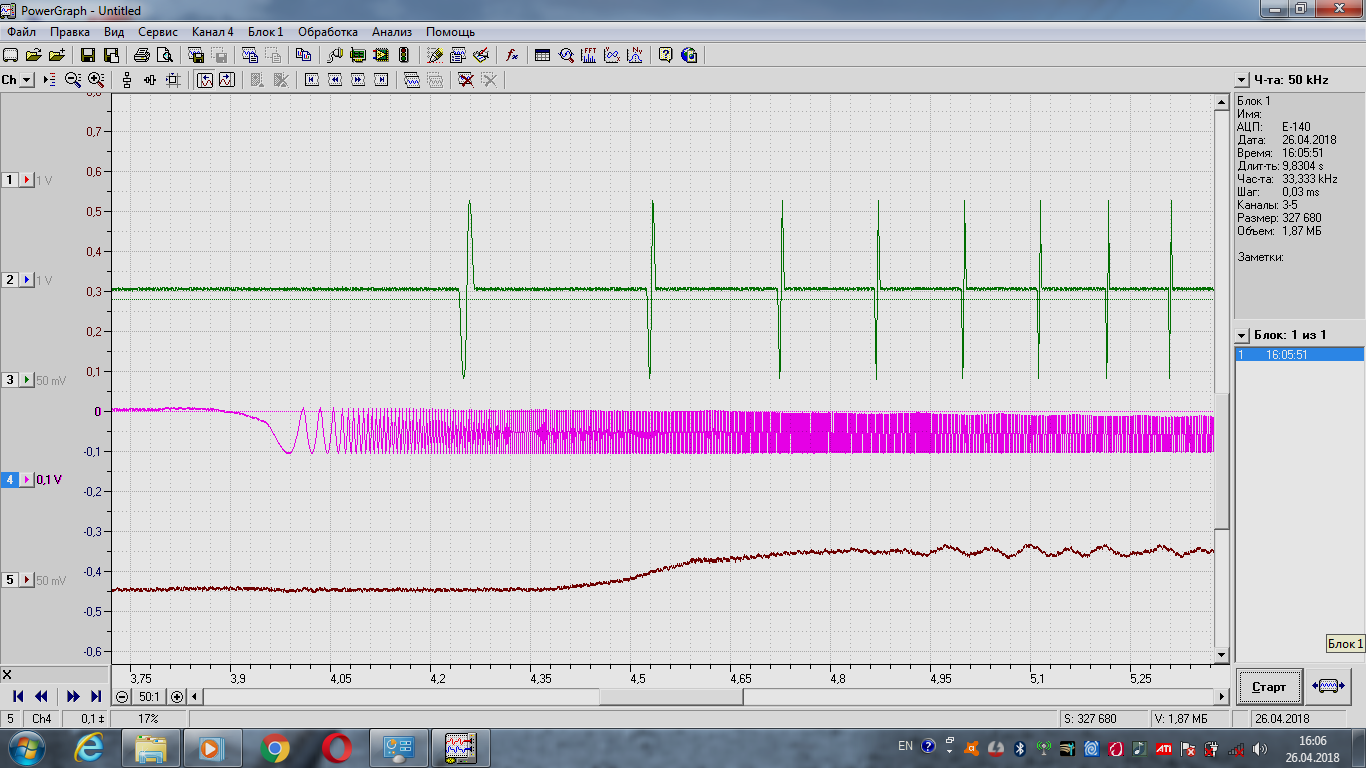 PowerGraph - Untitled
Файл Правка Вид Сервис Канал 4 Блок 1 Обработка Анализ Помощь
Ch
Ч-та: 50 kHz
0,8
0,7
0,6
0,5
0,4
0,3
0,2
0,1
0
-0,1
-0,2
-0,3
-0,4
-0,5
-0,6
1 1 V
2 1 V
3 50 mV
4 0,1 V
5 50 mV
Блок 1
Имя:
АЦП: E-140
Дата: 26.04.2018
Время: 16:05:51
Длит-ть: 9,8304 s
Час-та: 33,333 kHz
Шаг: 0,03 ms
Каналы: 3-5
Размер: 327 680
Объем: 1,87 МБ
Заметки:
Блок: 1 из 1
1 16:05:51
Блок 1
3,75 3,9 4,05 4,2 4,35 4,5 4,65 4,8 4,95 5,1 5,25
X
50:1
Старт
5 Ch4 0,1 ‡ 17% S: 327 680 V: 1,87 МБ 26.04.2018
EN
ATI
16:06
26.04.2018